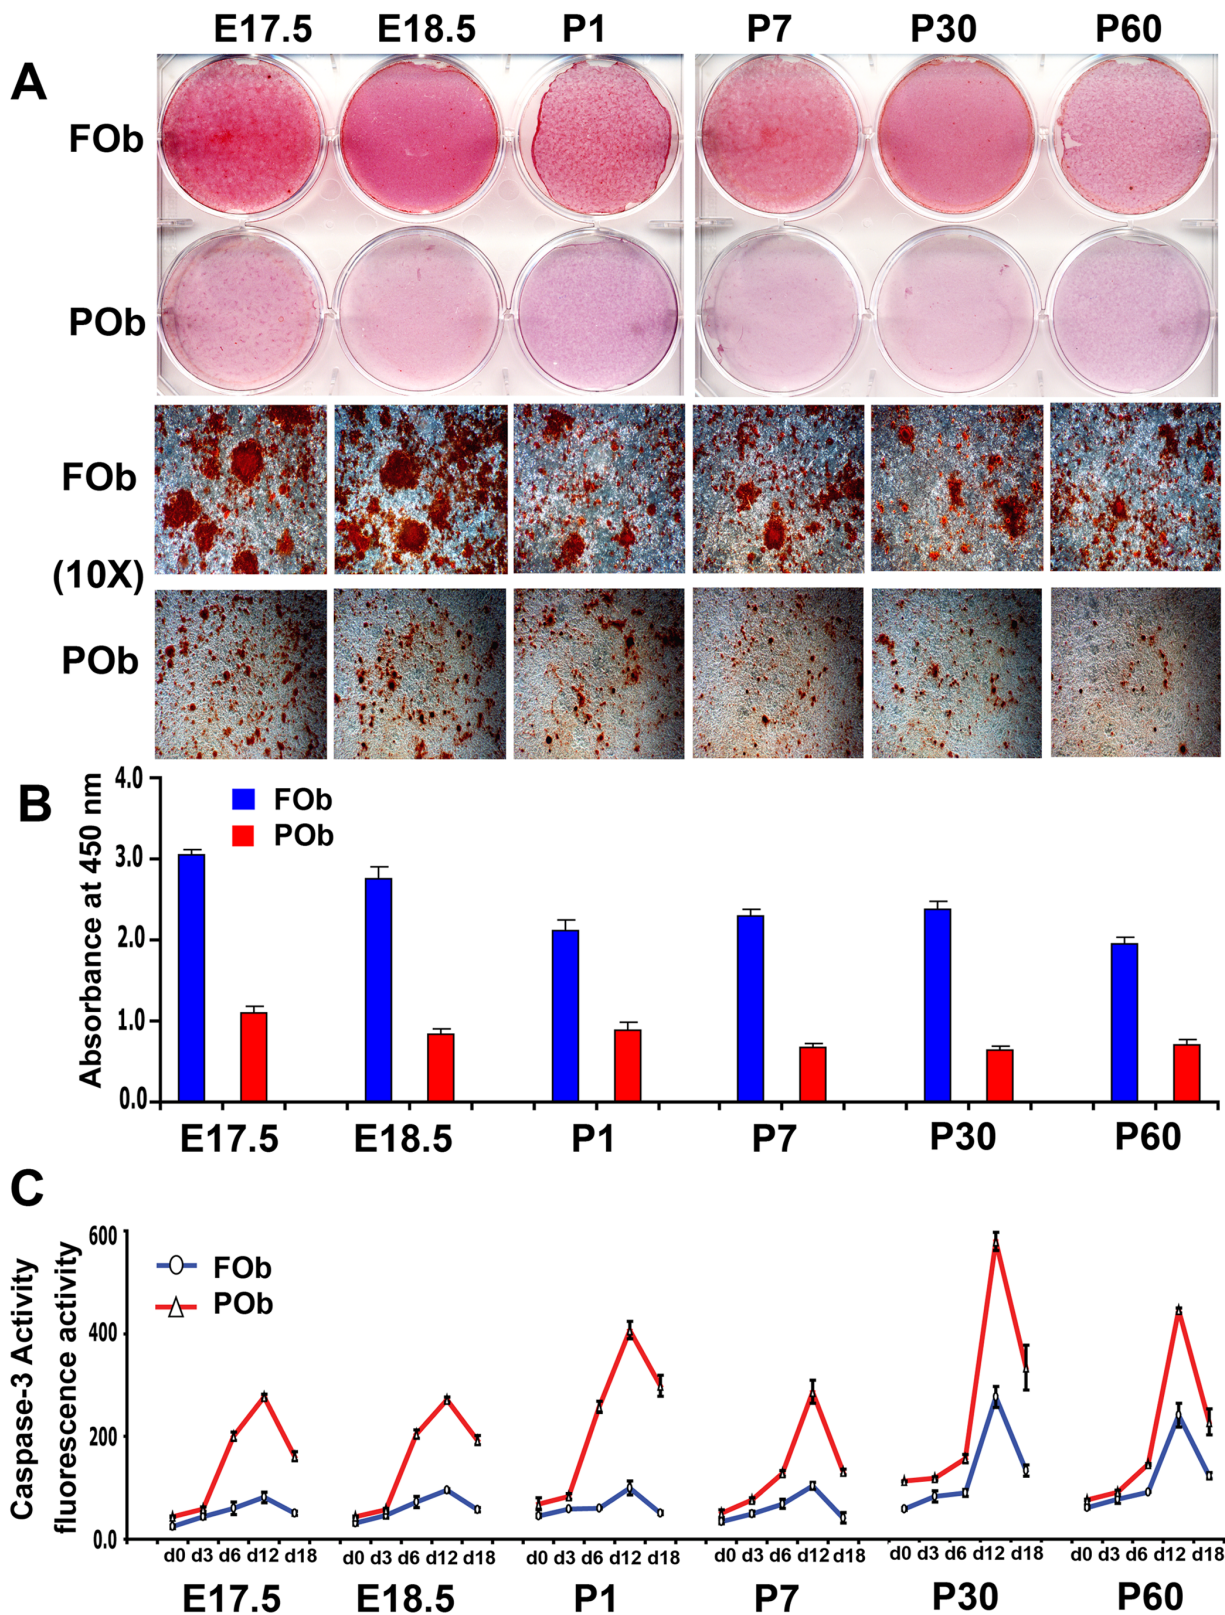 E17.5 E18.5 P1 P7 P30 P60
A
FOb
POb
FOb
(10X)
POb
B
Absorbance at 450 nm
4.0
3.0
2.0
1.0
0.0
FOb
POb
E17.5 E18.5 P1 P7 P30 P60
C
Caspase-3 Activity
fluorescence activity
600
400
200
0.0
FOb
POb
d0 d3 d6 d12 d18 d0 d3 d6 d12 d18 d0 d3 d6 d12 d18 d0 d3 d6 d12 d18 d0 d3 d6 d12 d18 d0 d3 d6 d12 d18
E17.5 E18.5 P1 P7 P30 P60